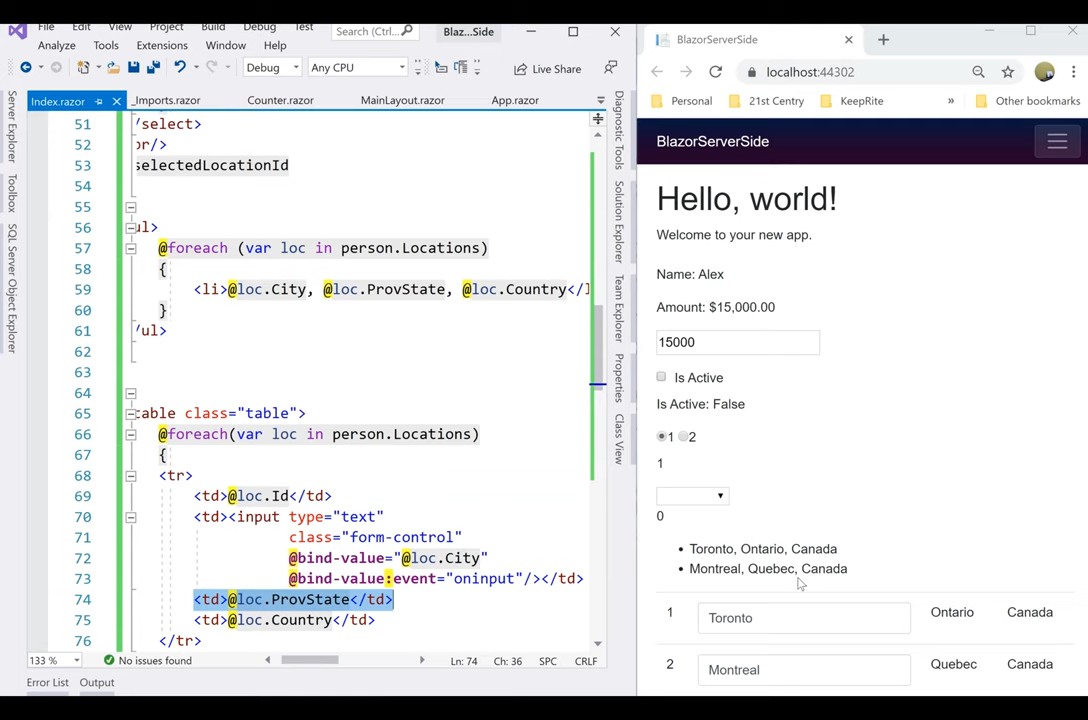 File Edit View Project Build Debug Test Search (Ctrl+Q) Blaz...Side
Analyze Tools Extensions Window Help
Debug Any CPU Live Share
Index.razor _Imports.razor Counter.razor MainLayout.razor App.razor
Server Explorer
Toolbox
SQL Server Object Explorer
51 /select>
52 or/>
53 selectedLocationId
54
55
56 ul>
57 @foreach (var loc in person.Locations)
58 {
59 <li>@loc.City, @loc.ProvState, @loc.Country</l
60 }
61 /ul>
62
63
64
65 table class="table">
66 @foreach(var loc in person.Locations)
67 {
68 <tr>
69 <td>@loc.Id</td>
70 <td><input type="text"
71 class="form-control"
72 @bind-value="@loc.City"
73 @bind-value:event="oninput"/></td>
74 <td>@loc.ProvState</td>
75 <td>@loc.Country</td>
76 </tr>
133 % No issues found Ln: 74 Ch: 36 SPC CRLF
Error List Output
Diagnostic Tools
Solution Explorer
Team Explorer
Properties
Class View
BlazorServerSide
localhost:44302
Personal 21st Centry KeepRite » Other bookmarks
BlazorServerSide
Hello, world!
Welcome to your new app.
Name: Alex
Amount: $15,000.00
15000
Is Active
Is Active: False
1 2
1
0
Toronto, Ontario, Canada
Montreal, Quebec, Canada
1 Toronto Ontario Canada
2 Montreal Quebec Canada